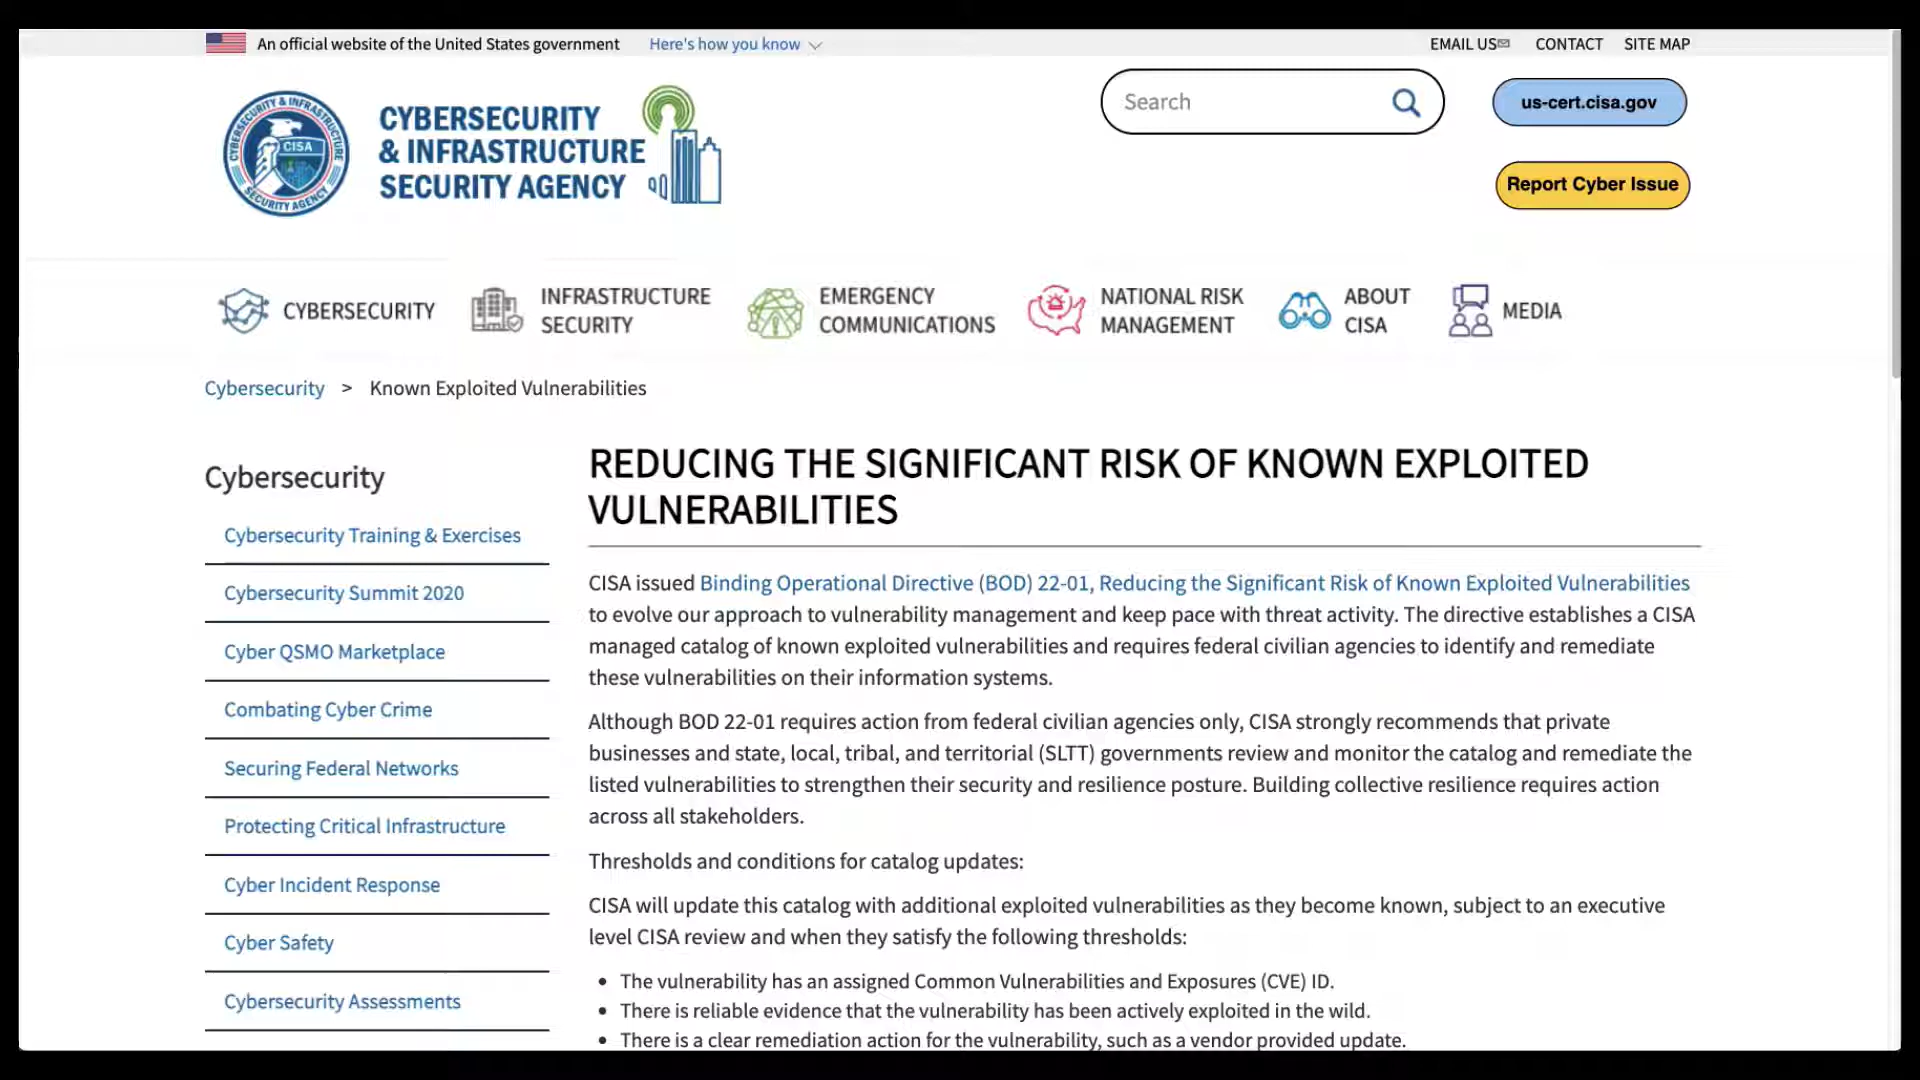 An official website of the United States government Here's how you know
EMAIL US CONTACT SITE MAP
CYBERSECURITY & INFRASTRUCTURE
CISA
SECURITY AGENCY
CYBERSECURITY
& INFRASTRUCTURE
SECURITY AGENCY
Search
us-cert.cisa.gov
Report Cyber Issue
CYBERSECURITY
INFRASTRUCTURE
SECURITY
EMERGENCY
COMMUNICATIONS
NATIONAL RISK
MANAGEMENT
ABOUT
CISA
MEDIA
Cybersecurity > Known Exploited Vulnerabilities
Cybersecurity
Cybersecurity Training & Exercises
Cybersecurity Summit 2020
Cyber QSMO Marketplace
Combating Cyber Crime
Securing Federal Networks
Protecting Critical Infrastructure
Cyber Incident Response
Cyber Safety
Cybersecurity Assessments
REDUCING THE SIGNIFICANT RISK OF KNOWN EXPLOITED
VULNERABILITIES
CISA issued Binding Operational Directive (BOD) 22-01, Reducing the Significant Risk of Known Exploited Vulnerabilities
to evolve our approach to vulnerability management and keep pace with threat activity. The directive establishes a CISA
managed catalog of known exploited vulnerabilities and requires federal civilian agencies to identify and remediate
these vulnerabilities on their information systems.
Although BOD 22-01 requires action from federal civilian agencies only, CISA strongly recommends that private
businesses and state, local, tribal, and territorial (SLTT) governments review and monitor the catalog and remediate the
listed vulnerabilities to strengthen their security and resilience posture. Building collective resilience requires action
across all stakeholders.
Thresholds and conditions for catalog updates:
CISA will update this catalog with additional exploited vulnerabilities as they become known, subject to an executive
level CISA review and when they satisfy the following thresholds:
• The vulnerability has an assigned Common Vulnerabilities and Exposures (CVE) ID.
• There is reliable evidence that the vulnerability has been actively exploited in the wild.
• There is a clear remediation action for the vulnerability, such as a vendor provided update.